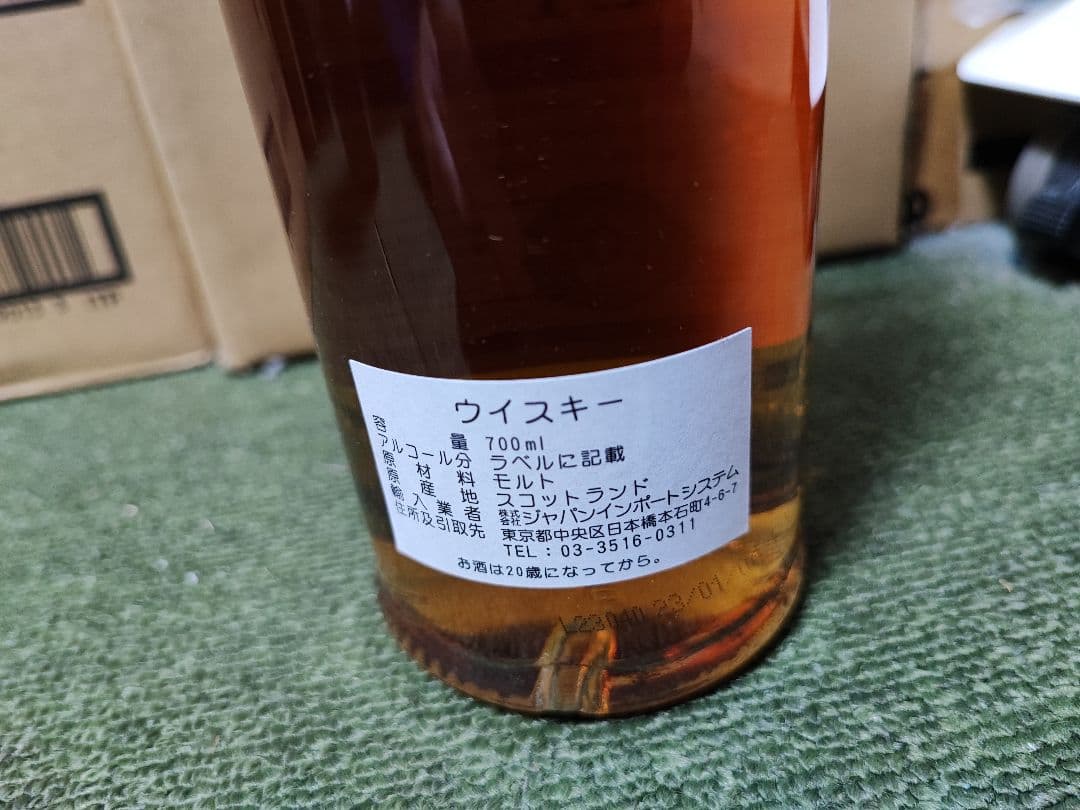 ウイスキー
容量 700ml
アルコール分 ラベルに記載
原材料 モルト
原産地 スコットランド
輸入業者 株式会社ジャパンインポートシステム
住所及引取先 東京都中央区日本橋本石町4-6-7
TEL:03-3516-0311
お酒は20歳になってから。
L23040 23/01/